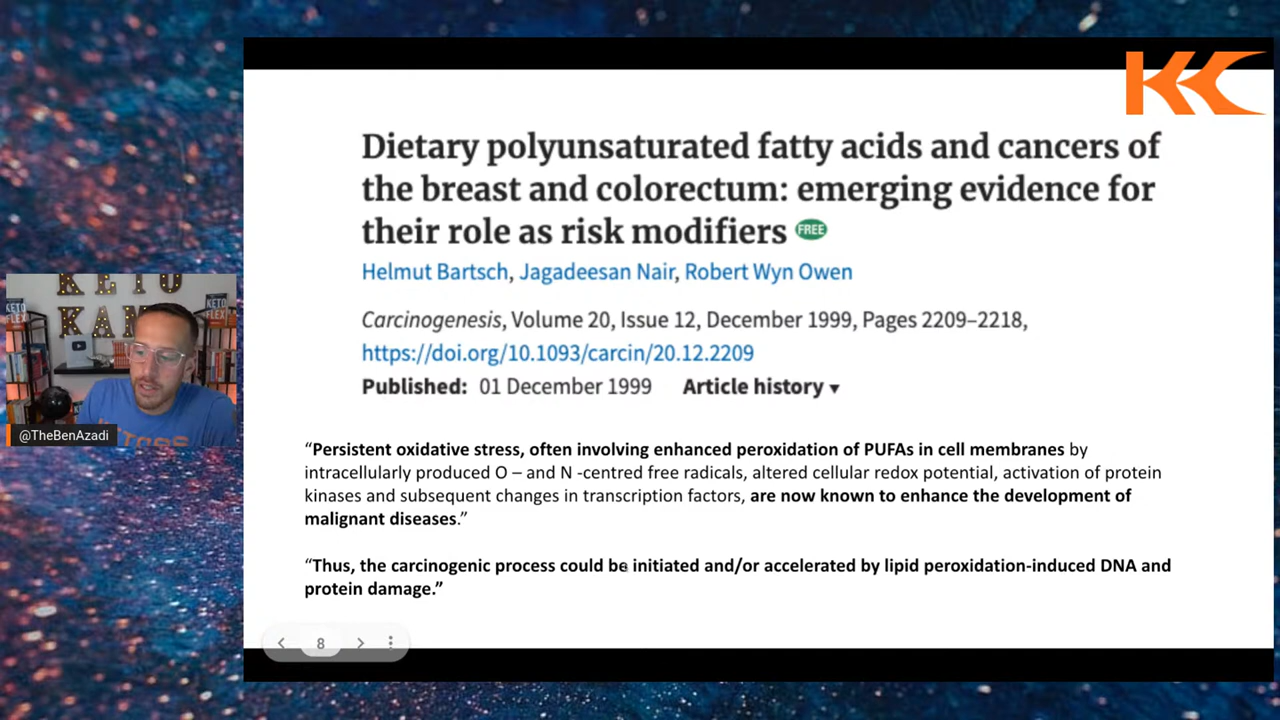 KC
Dietary polyunsaturated fatty acids and cancers of
the breast and colorectum: emerging evidence for
their role as risk modifiers FREE
Helmut Bartsch, Jagadeesan Nair, Robert Wyn Owen
Carcinogenesis, Volume 20, Issue 12, December 1999, Pages 2209–2218,
https://doi.org/10.1093/carcin/20.12.2209
Published: 01 December 1999 Article history ▾
“Persistent oxidative stress, often involving enhanced peroxidation of PUFAs in cell membranes by
intracellularly produced O – and N -centred free radicals, altered cellular redox potential, activation of protein
kinases and subsequent changes in transcription factors, are now known to enhance the development of
malignant diseases.”
“Thus, the carcinogenic process could be initiated and/or accelerated by lipid peroxidation-induced DNA and
protein damage.”
8
KETO
KAM
KETO
KETO
FLEX
@TheBenAzadi